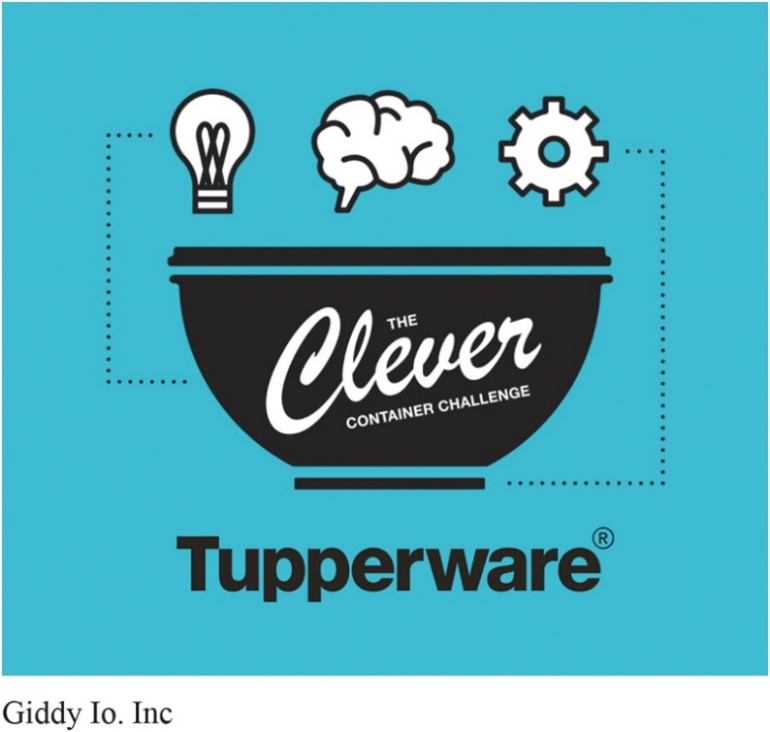 THE
Clever
CONTAINER CHALLENGE
Tupperware®
Giddy Io. Inc